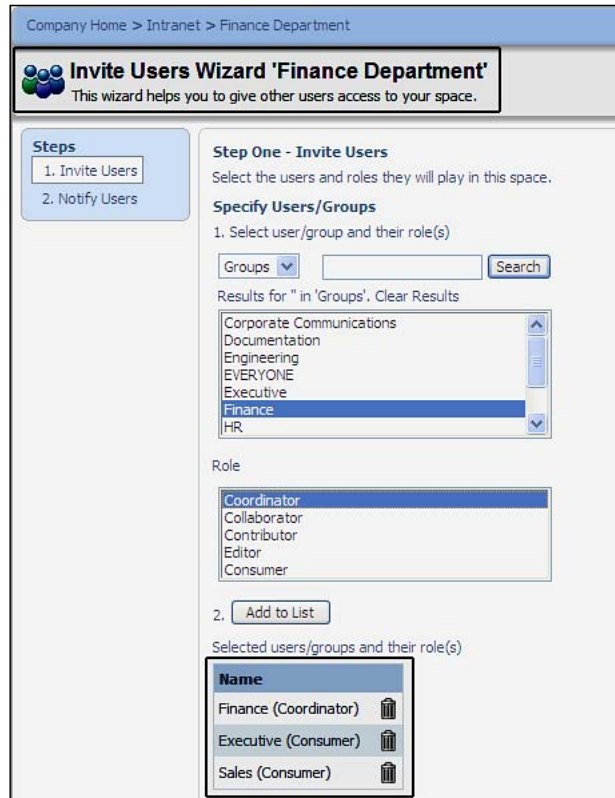 Company Home > Intranet > Finance Department
Invite Users Wizard 'Finance Department'
This wizard helps you to give other users access to your space.
Steps
1. Invite Users
2. Notify Users
Step One - Invite Users
Select the users and roles they will play in this space.
Specify Users/Groups
1. Select user/group and their role(s)
Groups
Search
Results for '' in 'Groups'. Clear Results
Corporate Communications
Documentation
Engineering
EVERYONE
Executive
Finance
HR
Role
Coordinator
Collaborator
Contributor
Editor
Consumer
2. Add to List
Selected users/groups and their role(s)
Name
Finance (Coordinator)
Executive (Consumer)
Sales (Consumer)